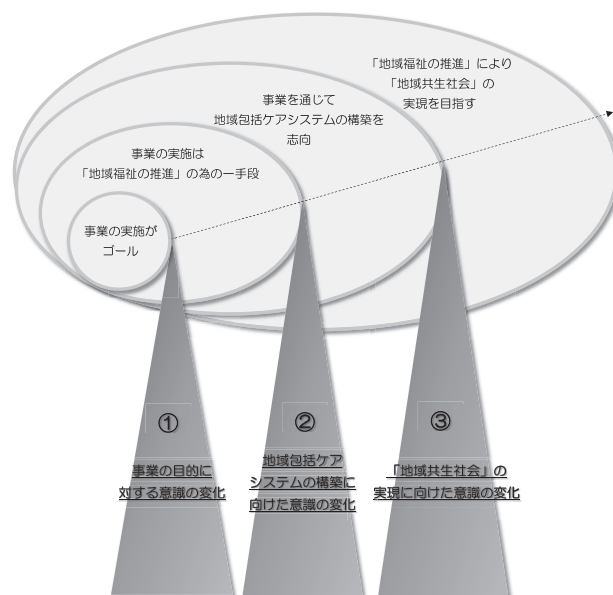 「地域福祉の推進」により
「地域共生社会」の
実現を目指す
事業を通じて
地域包括ケアシステムの構築を
志向
事業の実施は
「地域福祉の推進」の為の一手段
事業の実施が
ゴール
①
事業の目的に
対する意識の変化
②
地域包括ケア
システムの構築に
向けた意識の変化
③
「地域共生社会」の
実現に向けた意識の変化